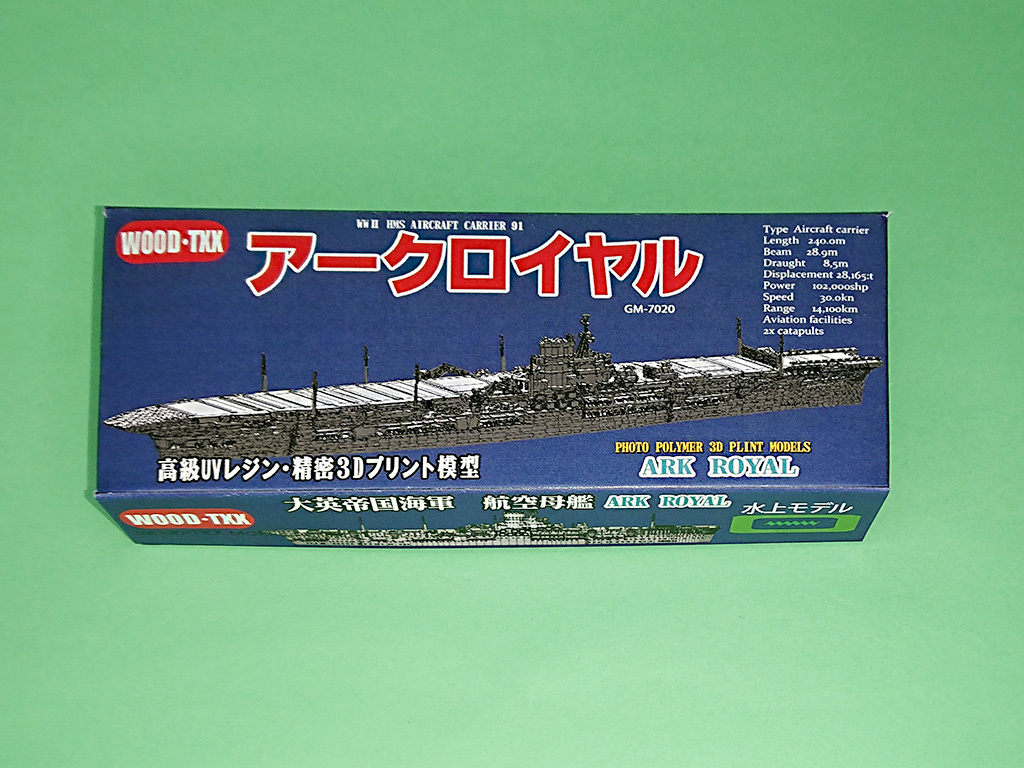 WWⅡ HMS AIRCRAFT CARRIER 91
WOOD・TXX
アークロイヤル
GM-7020
Type Aircraft carrier
Length 240.0m
Beam 28.9m
Draught 8,5m
Displacement 28,165:t
Power 102,000shp
Speed 30.0kn
Range 14,100km
Aviation facilities
2x catapults
PHOTO POLYMER 3D PLINT MODELS
ARK ROYAL
高級UVレジン・精密3Dプリント模型
WOOD・TXX
大英帝国海軍 航空母艦 ARK ROYAL
水上モデル